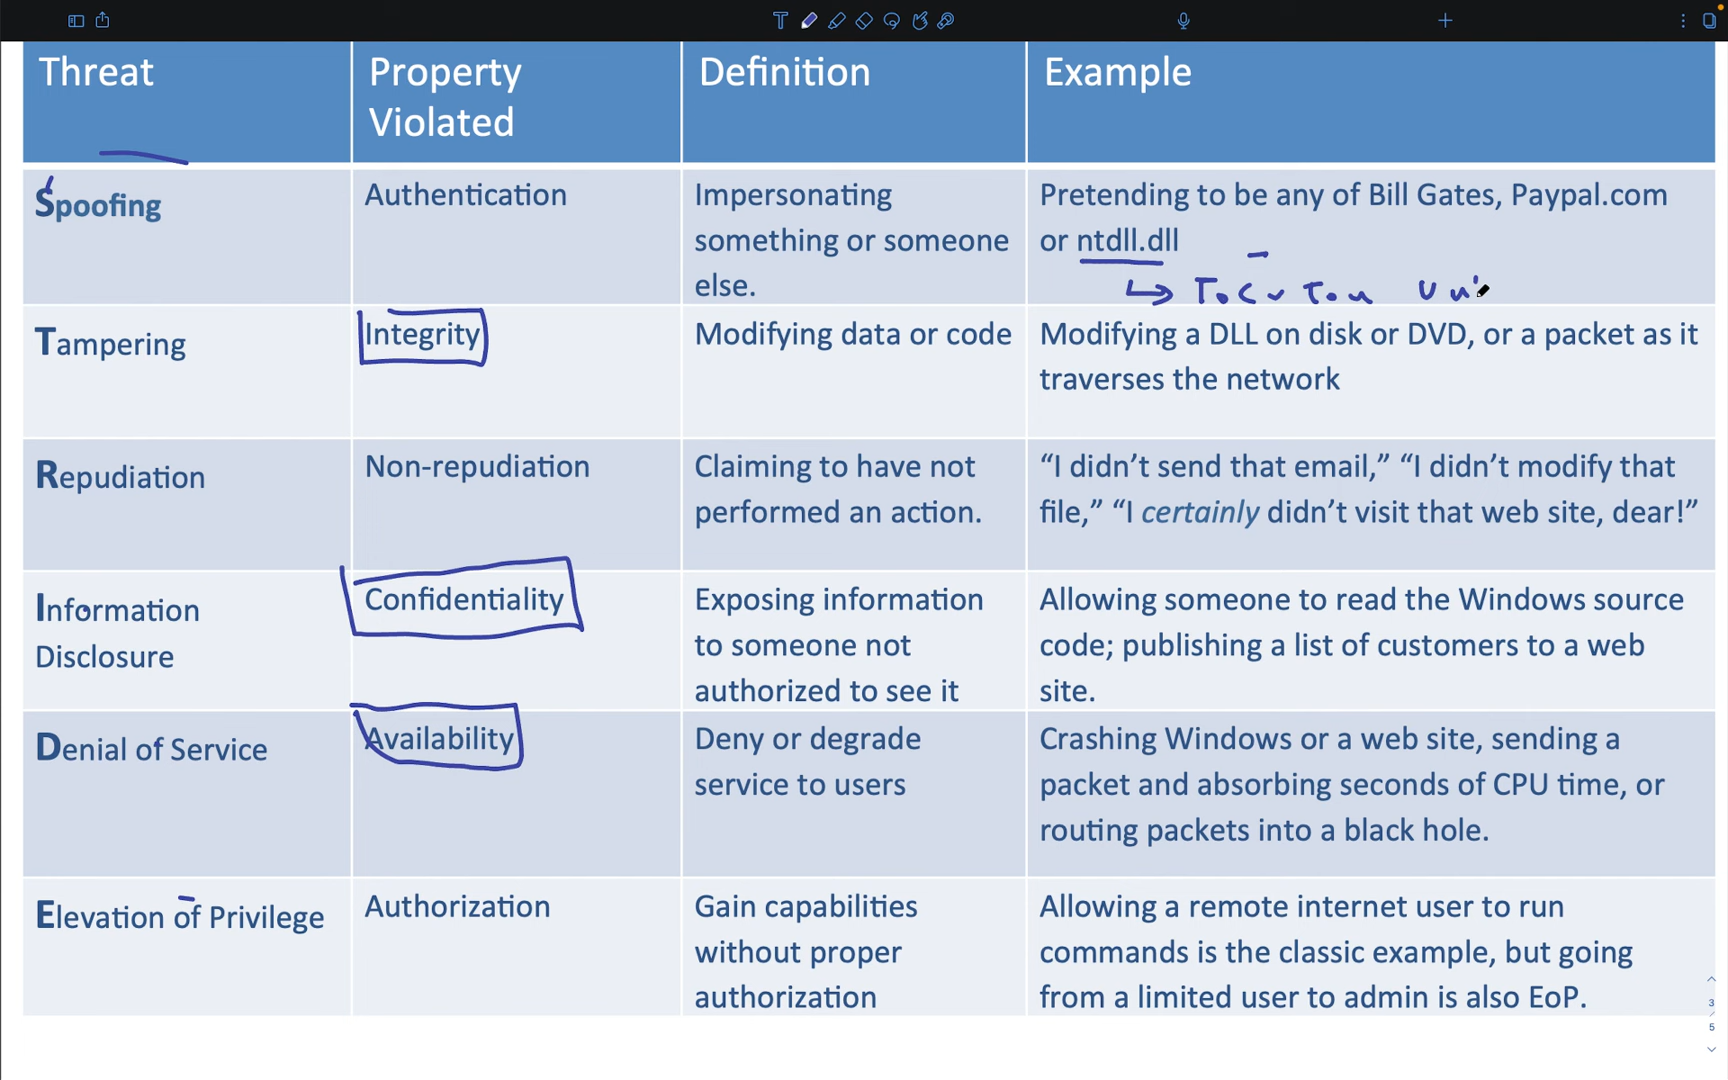 Threat
Property
Violated
Definition
Example
Spoofing
Authentication
Impersonating
something or someone
else.
Pretending to be any of Bill Gates, Paypal.com
or ntdll.dll
Tampering
Integrity
Modifying data or code
Modifying a DLL on disk or DVD, or a packet as it
traverses the network
Repudiation
Non-repudiation
Claiming to have not
performed an action.
“I didn’t send that email,” “I didn’t modify that
file,” “I certainly didn’t visit that web site, dear!”
Information
Disclosure
Confidentiality
Exposing information
to someone not
authorized to see it
Allowing someone to read the Windows source
code; publishing a list of customers to a web
site.
Denial of Service
Availability
Deny or degrade
service to users
Crashing Windows or a web site, sending a
packet and absorbing seconds of CPU time, or
routing packets into a black hole.
Elevation of Privilege
Authorization
Gain capabilities
without proper
authorization
Allowing a remote internet user to run
commands is the classic example, but going
from a limited user to admin is also EoP.
3
5